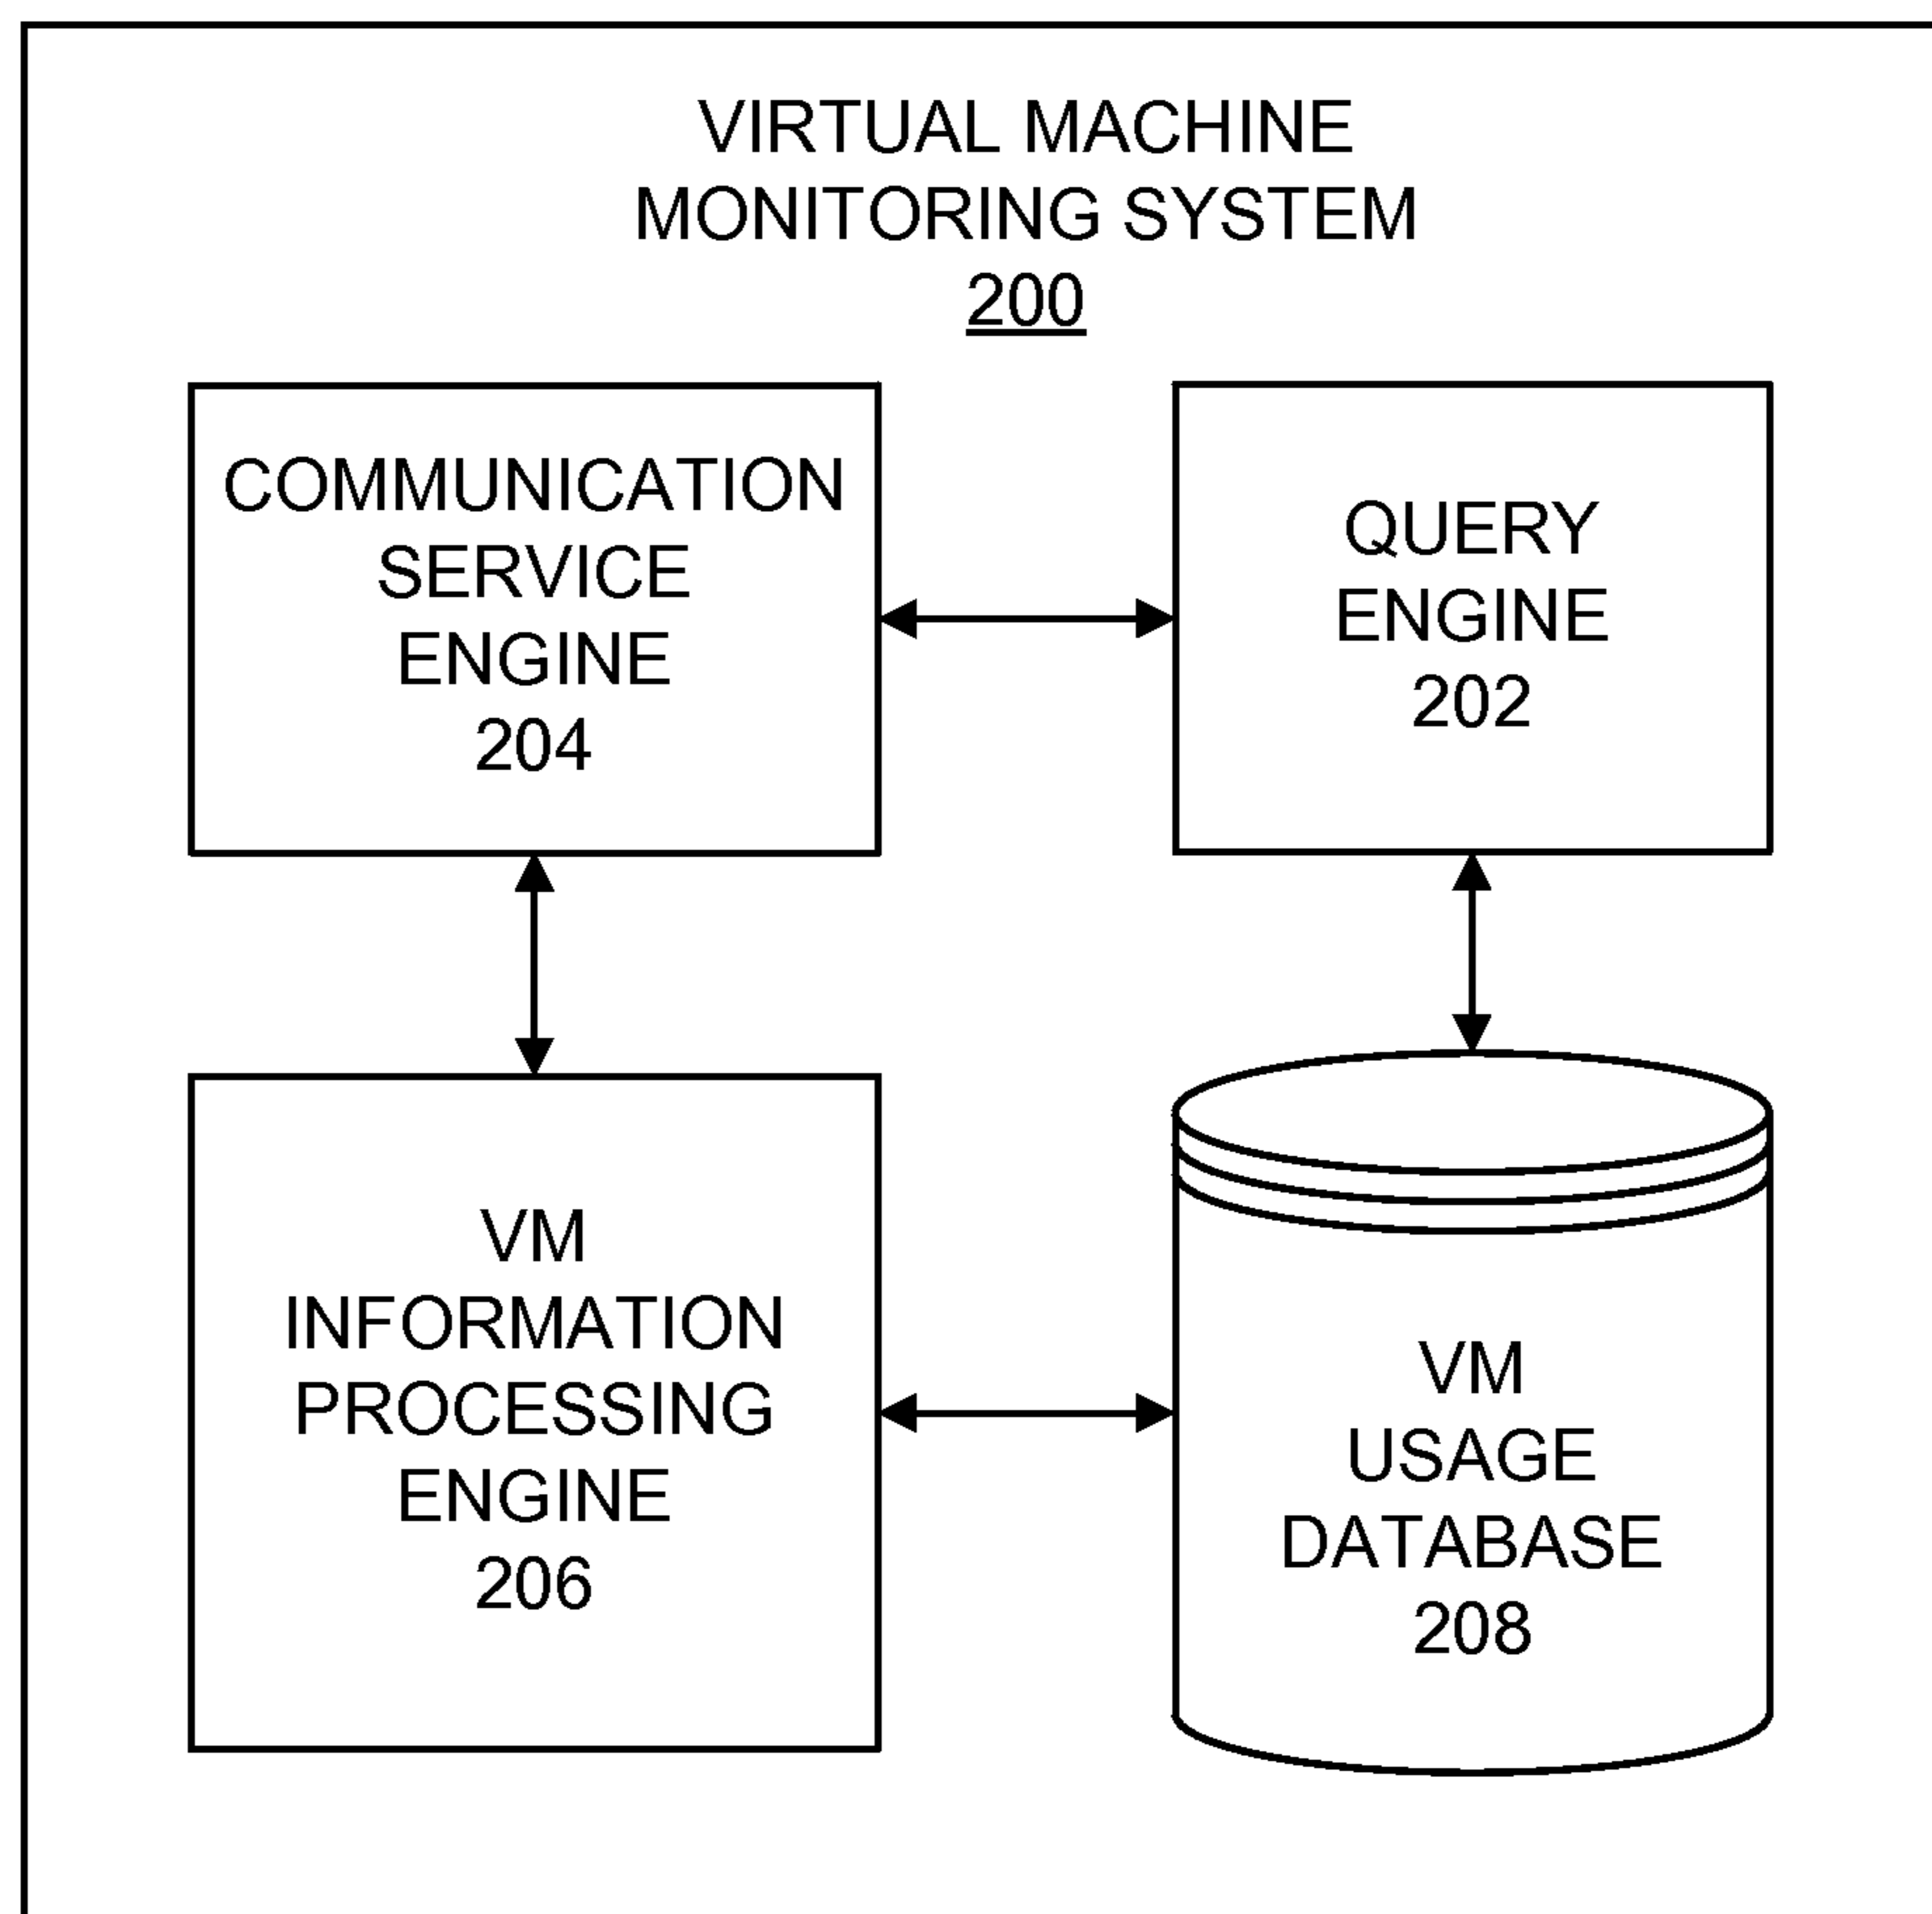 VIRTUAL MACHINE
MONITORING SYSTEM
200
COMMUNICATION
SERVICE
ENGINE
204
QUERY
ENGINE
202
VM
INFORMATION
PROCESSING
ENGINE
206
VM
USAGE
DATABASE
208